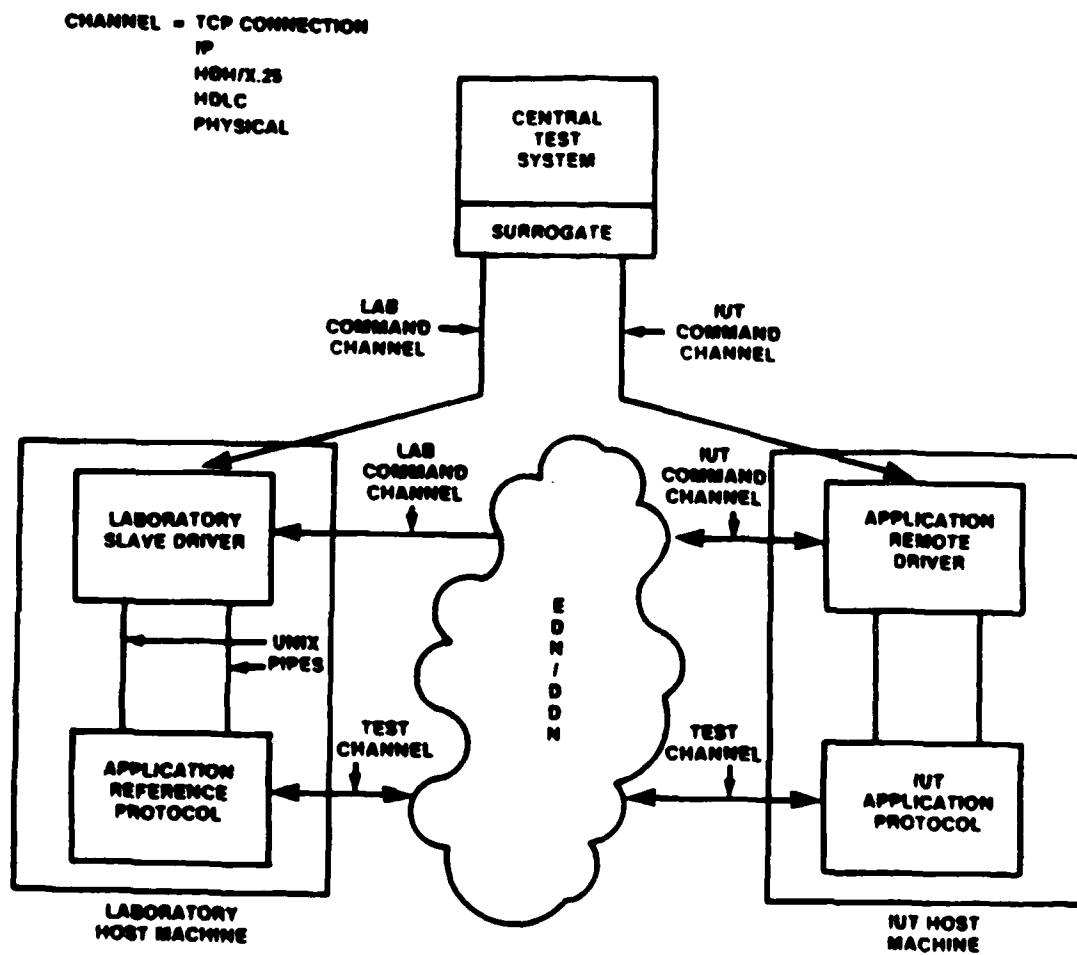 CHANNEL = TCP CONNECTION
IP
HDH/X.25
HDLC
PHYSICAL
CENTRAL
TEST
SYSTEM
SURROGATE
LAB
COMMAND
CHANNEL
IUT
COMMAND
CHANNEL
LAB
COMMAND
CHANNEL
IUT
COMMAND
CHANNEL
LABORATORY
SLAVE DRIVER
APPLICATION
REMOTE
DRIVER
EDN/DDN
UNIX
PIPES
TEST
CHANNEL
TEST
CHANNEL
APPLICATION
REFERENCE
PROTOCOL
IUT
APPLICATION
PROTOCOL
LABORATORY
HOST MACHINE
IUT HOST
MACHINE